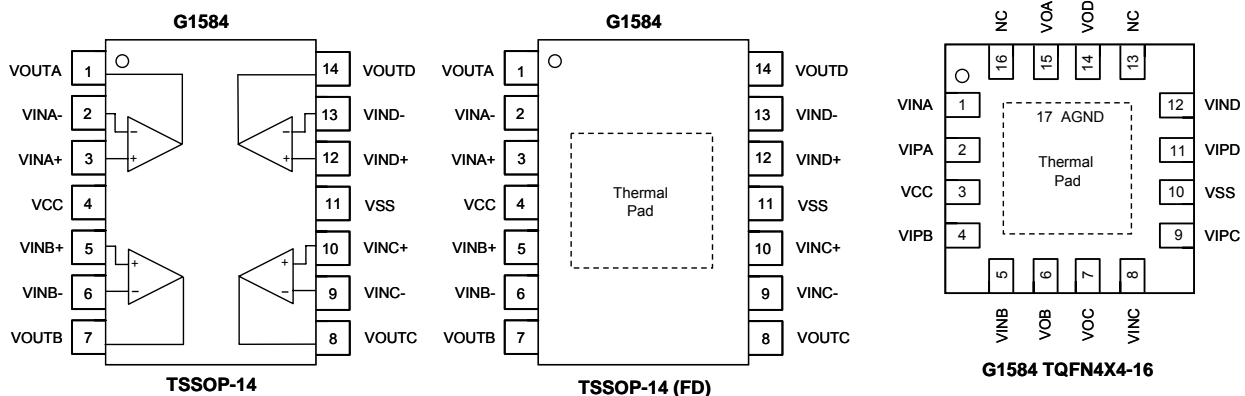 G1584
VOUTA 1 14 VOUTD
VINA- 2 - - 13 VIND-
VINA+ 3 + + 12 VIND+
VCC 4 11 VSS
VINB+ 5 + + 10 VINC+
VINB- 6 - - 9 VINC-
VOUTB 7 8 VOUTC
TSSOP-14
G1584
VOUTA 1 14 VOUTD
VINA- 2 13 VIND-
VINA+ 3 12 VIND+
VCC 4 Thermal 11 VSS
Pad
VINB+ 5 10 VINC+
VINB- 6 9 VINC-
VOUTB 7 8 VOUTC
TSSOP-14 (FD)
NC VOA VOD NC
16 15 14 13
VINA 1 17 AGND 12 VIND
VIPA 2 Thermal 11 VIPD
Pad
VCC 3 10 VSS
VIPB 4 9 VIPC
5 6 7 8
VINB VOB VOC VINC
G1584 TQFN4X4-16